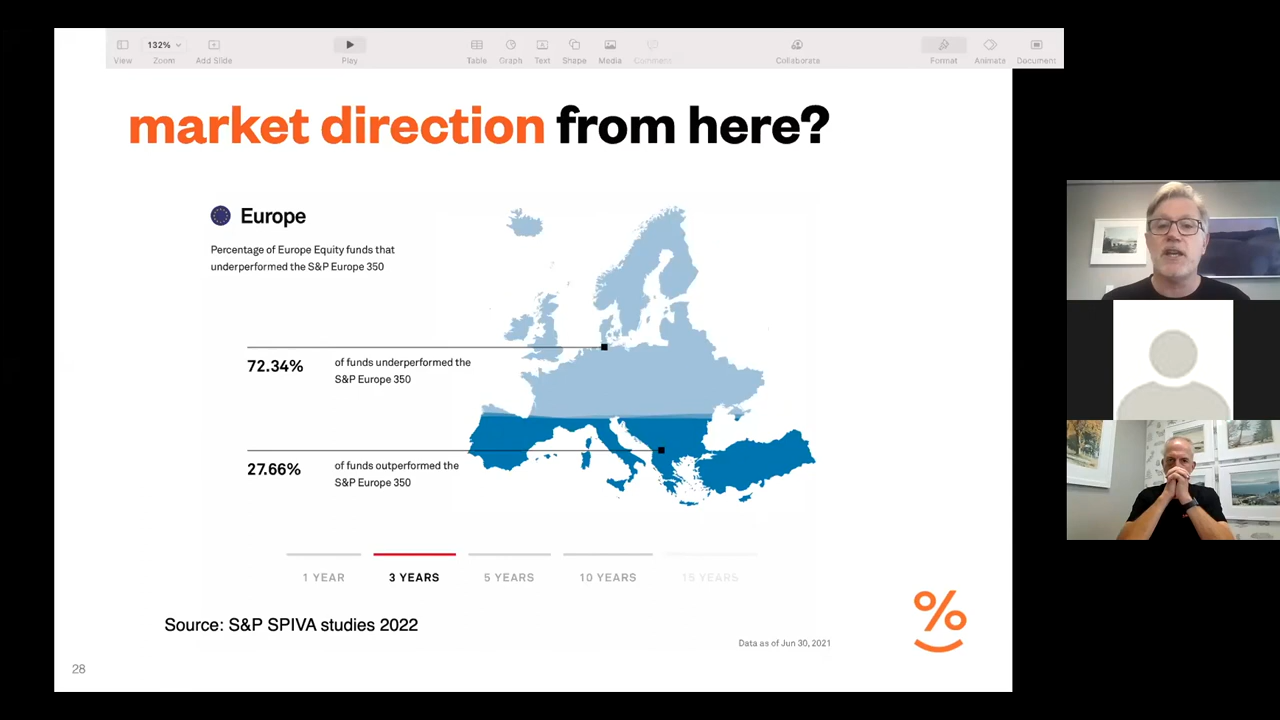 132%
View
Zoom
Add Slide
Play
Table
Graph
Text
Shape
Media
Comment
Collaborate
Format
Animate
Document
market direction from here?
Europe
Percentage of Europe Equity funds that
underperformed the S&P Europe 350
72.34%
of funds underperformed the
S&P Europe 350
27.66%
of funds outperformed the
S&P Europe 350
1 YEAR
3 YEARS
5 YEARS
10 YEARS
15 YEARS
Source: S&P SPIVA studies 2022
%
Data as of Jun 30, 2021
28